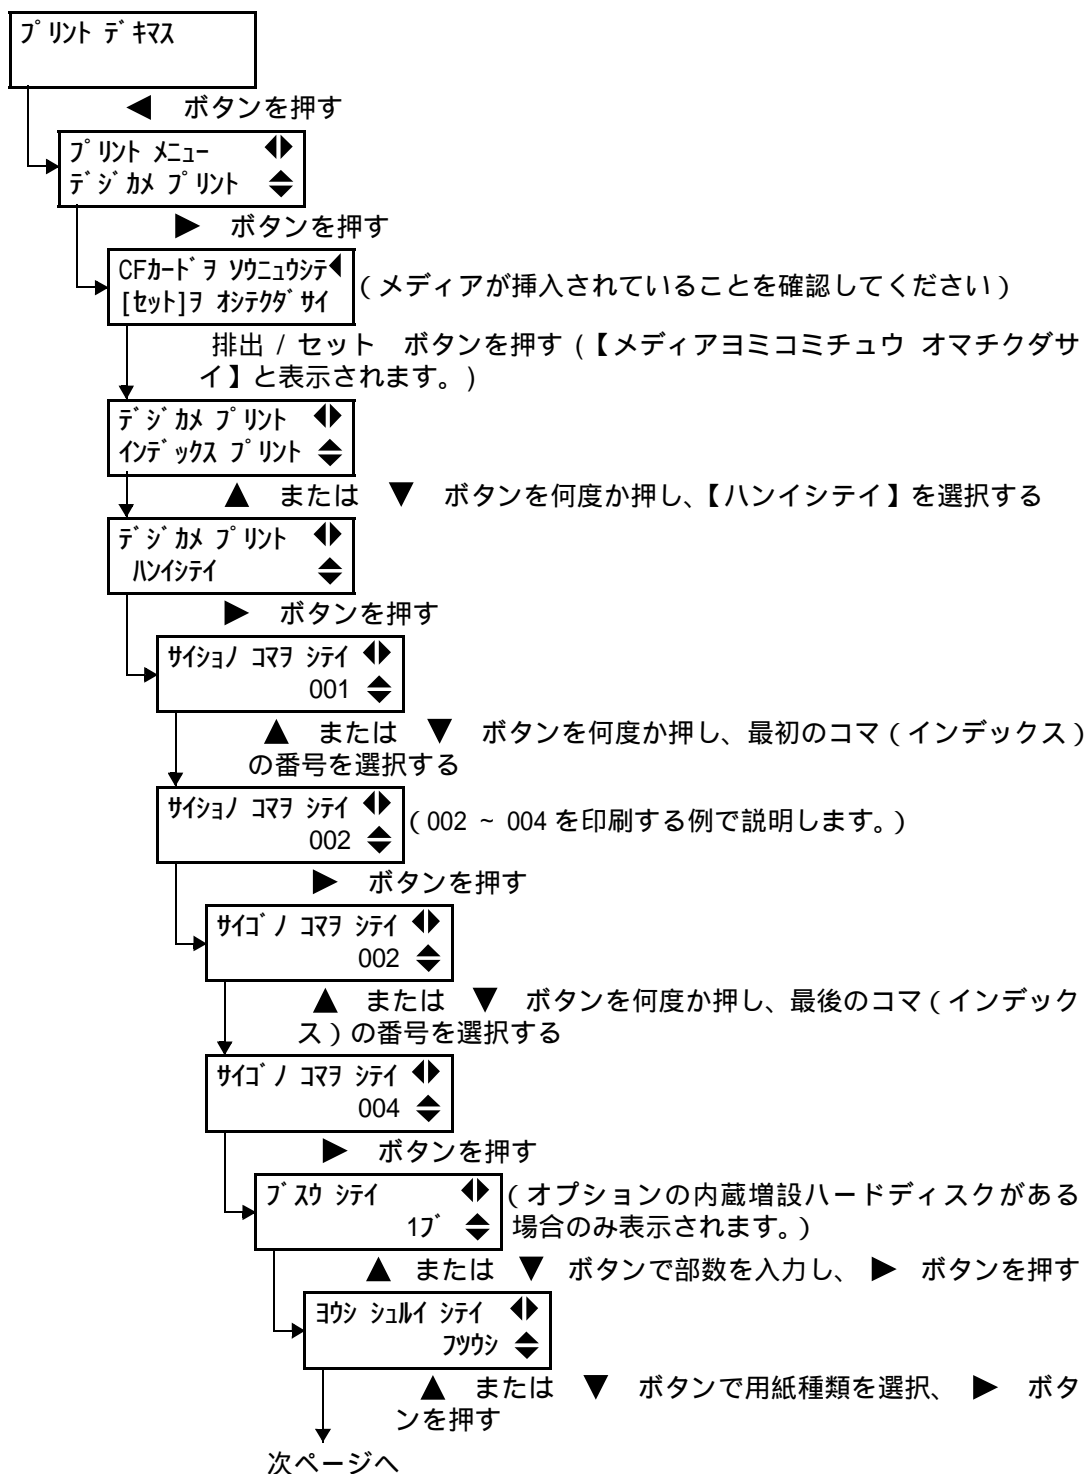 ﾌﾟﾘﾝﾄ ﾃﾞｷﾏｽ
◀ ボタンを押す
ﾌﾟﾘﾝﾄ ﾒﾆｭｰ
ﾃﾞｼﾞｶﾒ ﾌﾟﾘﾝﾄ
▶ ボタンを押す
CFｶｰﾄﾞｦ ｿｳﾆｭｳｼﾃ
[ｾｯﾄ]ｦ ｵｼﾃｸﾀﾞｻｲ
（メディアが挿入されていることを確認してください）
排出 / セット ボタンを押す (【メディアヨミコミチュウ オマチクダサ
イ】と表示されます。)
ﾃﾞｼﾞｶﾒ ﾌﾟﾘﾝﾄ
ｲﾝﾃﾞｯｸｽ ﾌﾟﾘﾝﾄ
▲ または ▼ ボタンを何度か押し、【ハンイシテイ】を選択する
ﾃﾞｼﾞｶﾒ ﾌﾟﾘﾝﾄ
ﾊﾝｲｼﾃｲ
▶ ボタンを押す
ｻｲｼｮﾉ ｺﾏｦ ｼﾃｲ
001
▲ または ▼ ボタンを何度か押し、最初のコマ（インデックス）
の番号を選択する
ｻｲｼｮﾉ ｺﾏｦ ｼﾃｲ
002
（002 ~ 004 を印刷する例で説明します。）
▶ ボタンを押す
ｻｲｺﾞﾉ ｺﾏｦ ｼﾃｲ
002
▲ または ▼ ボタンを何度か押し、最後のコマ（インデック
ス）の番号を選択する
ｻｲｺﾞﾉ ｺﾏｦ ｼﾃｲ
004
▶ ボタンを押す
ﾌﾞｽｳ ｼﾃｲ
1ﾌﾞ
（オプションの内蔵増設ハードディスクがある
場合のみ表示されます。）
▲ または ▼ ボタンで部数を入力し、 ▶ ボタンを押す
ﾖｳｼ ｼｭﾙｲ ｼﾃｲ
ﾌﾂｳｼ
▲ または ▼ ボタンで用紙種類を選択、 ▶ ボタ
ンを押す
次ページへ